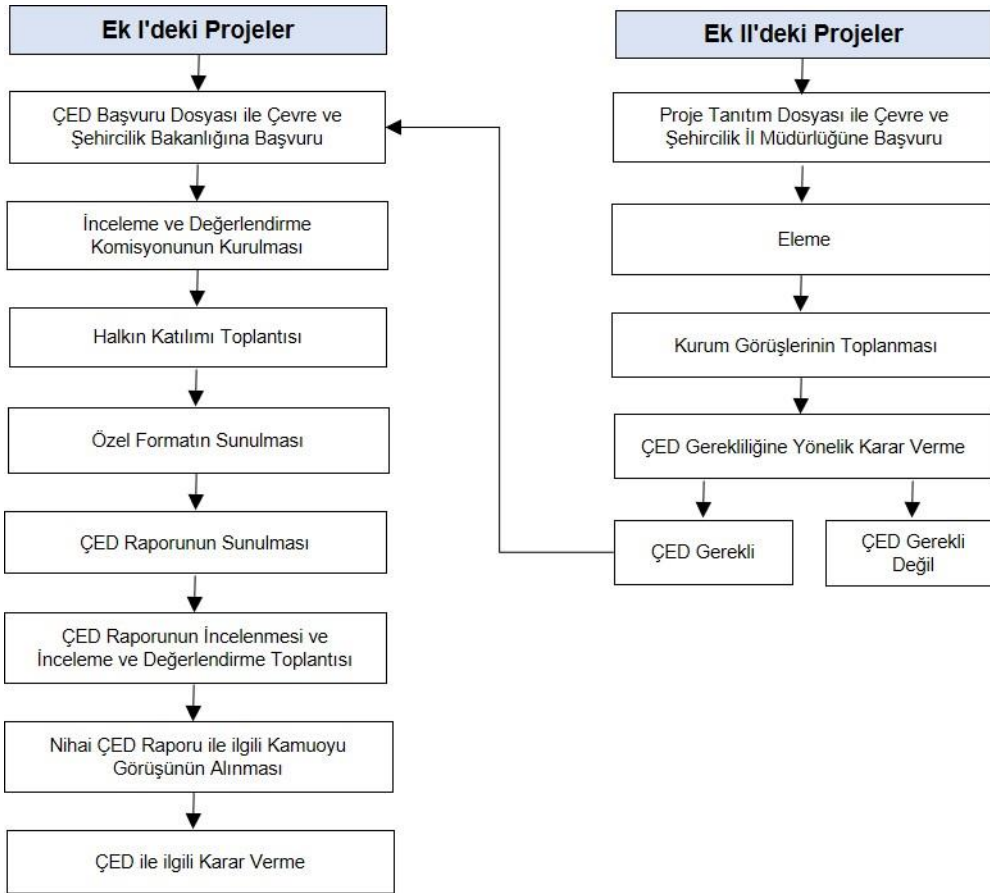 Ek I'deki Projeler
ÇED Başvuru Dosyası ile Çevre ve
Şehircilik Bakanlığına Başvuru
İnceleme ve Değerlendirme
Komisyonunun Kurulması
Halkın Katılımı Toplantısı
Özel Formatın Sunulması
ÇED Raporunun Sunulması
ÇED Raporunun İncelenmesi ve
İnceleme ve Değerlendirme Toplantısı
Nihai ÇED Raporu ile ilgili Kamuoyu
Görüşünün Alınması
ÇED ile ilgili Karar Verme
Ek II'deki Projeler
Proje Tanıtım Dosyası ile Çevre ve
Şehircilik İl Müdürlüğüne Başvuru
Eleme
Kurum Görüşlerinin Toplanması
ÇED Gerekliliğine Yönelik Karar Verme
ÇED Gerekli
ÇED Gerekli
Değil